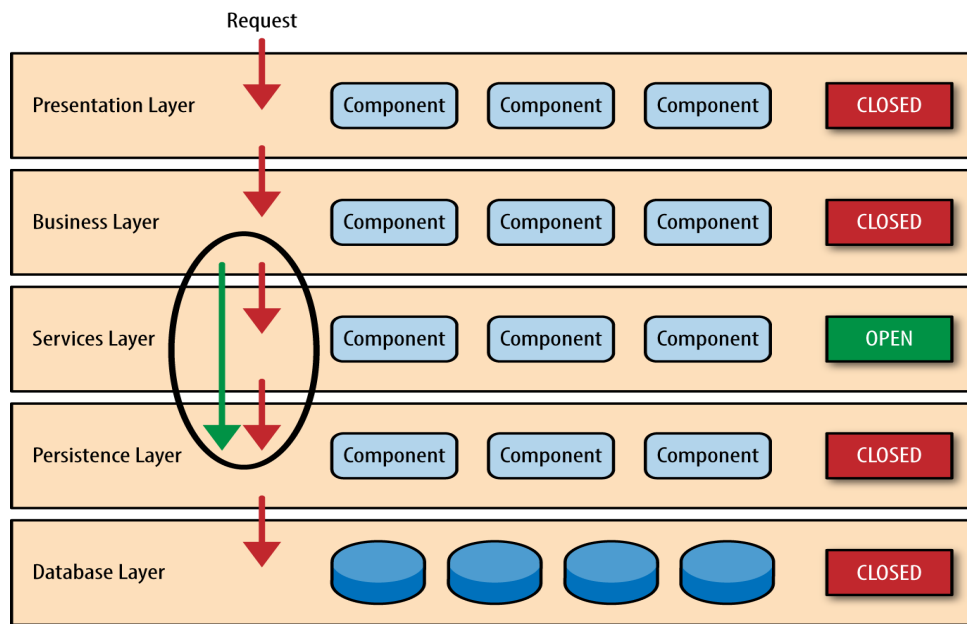 Request
Presentation Layer
Component
Component
Component
CLOSED
Business Layer
Component
Component
Component
CLOSED
Services Layer
Component
Component
Component
OPEN
Persistence Layer
Component
Component
Component
CLOSED
Database Layer
CLOSED